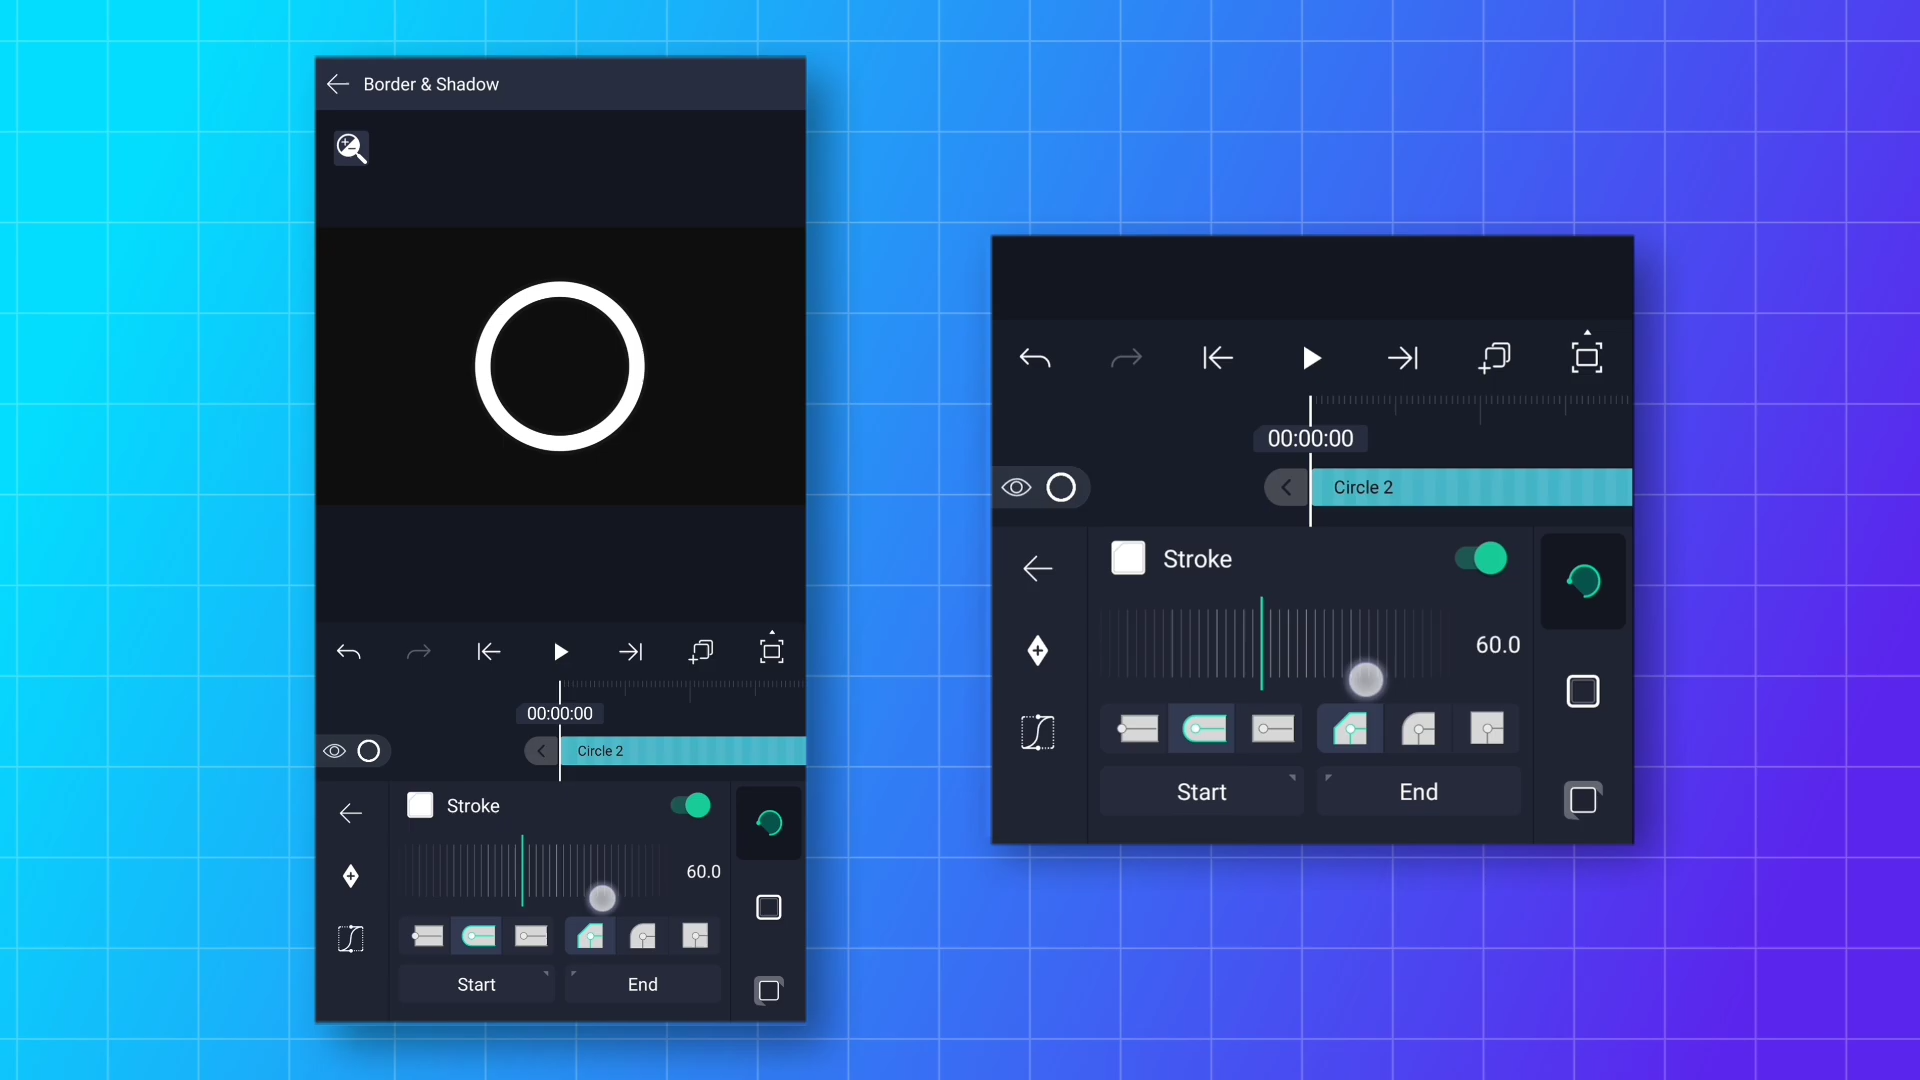 Border & Shadow
00:00:00
Circle 2
Stroke
60.0
Start
End
00:00:00
Circle 2
Stroke
60.0
Start
End